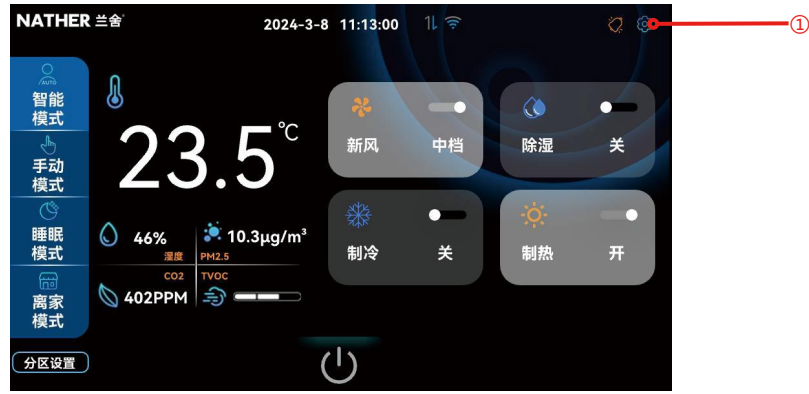 NATHER 兰舍
2024-3-8 11:13:00
①
AUTO
智能
模式
手动
模式
睡眠
模式
离家
模式
分区设置
23.5℃
46%
湿度
10.3μg/m³
PM2.5
CO2
402PPM
TVOC
新风 中档
除湿 关
制冷 关
制热 开